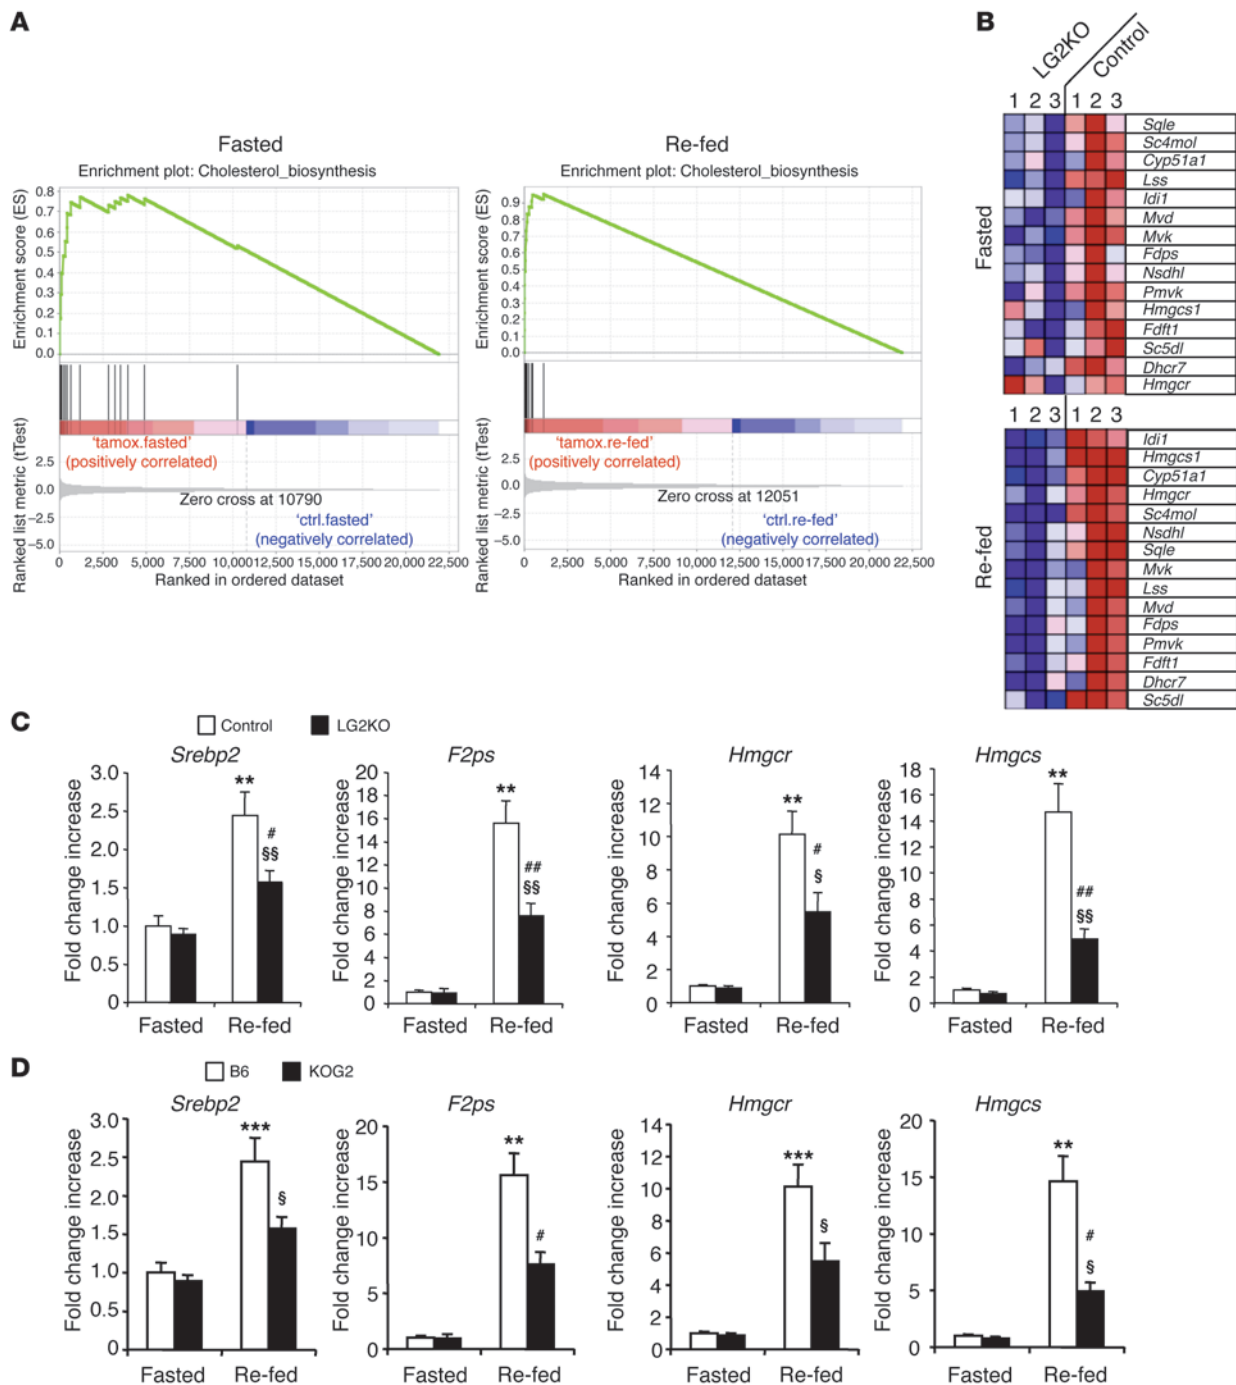 A
Fasted
Enrichment plot: Cholesterol_biosynthesis
Enrichment score (ES)
0.8
0.7
0.6
0.5
0.4
0.3
0.2
0.1
0.0
'tamox.fasted'
(positively correlated)
Ranked list metric (tTest)
2.5
0.0
−2.5
−5.0
Zero cross at 10790
'ctrl.fasted'
(negatively correlated)
0 2,500 5,000 7,500 10,000 12,500 15,000 17,500 20,000 22,500
Ranked in ordered dataset
Re-fed
Enrichment plot: Cholesterol_biosynthesis
Enrichment score (ES)
0.9
0.8
0.7
0.6
0.5
0.4
0.3
0.2
0.1
0.0
'tamox.re-fed'
(positively correlated)
Ranked list metric (tTest)
2.5
0.0
−2.5
−5.0
Zero cross at 12051
'ctrl.re-fed'
(negatively correlated)
0 2,500 5,000 7,500 10,000 12,500 15,000 17,500 20,000 22,500
Ranked in ordered dataset
B
LG2KO
Control
1 2 3 1 2 3
Fasted
Sqle
Sc4mol
Cyp51a1
Lss
Idi1
Mvd
Mvk
Fdps
Nsdhl
Pmvk
Hmgcs1
Fdft1
Sc5dl
Dhcr7
Hmgcr
1 2 3 1 2 3
Re-fed
Idi1
Hmgcs1
Cyp51a1
Hmgcr
Sc4mol
Nsdhl
Sqle
Mvk
Lss
Mvd
Fdps
Pmvk
Fdft1
Dhcr7
Sc5dl
C
Control
LG2KO
Srebp2
Fold change increase
3.0
2.5
2.0
1.5
1.0
0.5
0
**
#
§§
Fasted Re-fed
F2ps
Fold change increase
20
18
16
14
12
10
8
6
4
2
0
**
##
§§
Fasted Re-fed
Hmgcr
Fold change increase
14
12
10
8
6
4
2
0
**
#
§
Fasted Re-fed
Hmgcs
Fold change increase
18
16
14
12
10
8
6
4
2
0
**
##
§§
Fasted Re-fed
D
B6
KOG2
Srebp2
Fold change increase
3.0
2.5
2.0
1.5
1.0
0.5
0
***
§
Fasted Re-fed
F2ps
Fold change increase
20
15
10
5
0
**
#
Fasted Re-fed
Hmgcr
Fold change increase
14
12
10
8
6
4
2
0
***
§
Fasted Re-fed
Hmgcs
Fold change increase
20
15
10
5
0
**
#
§
Fasted Re-fed